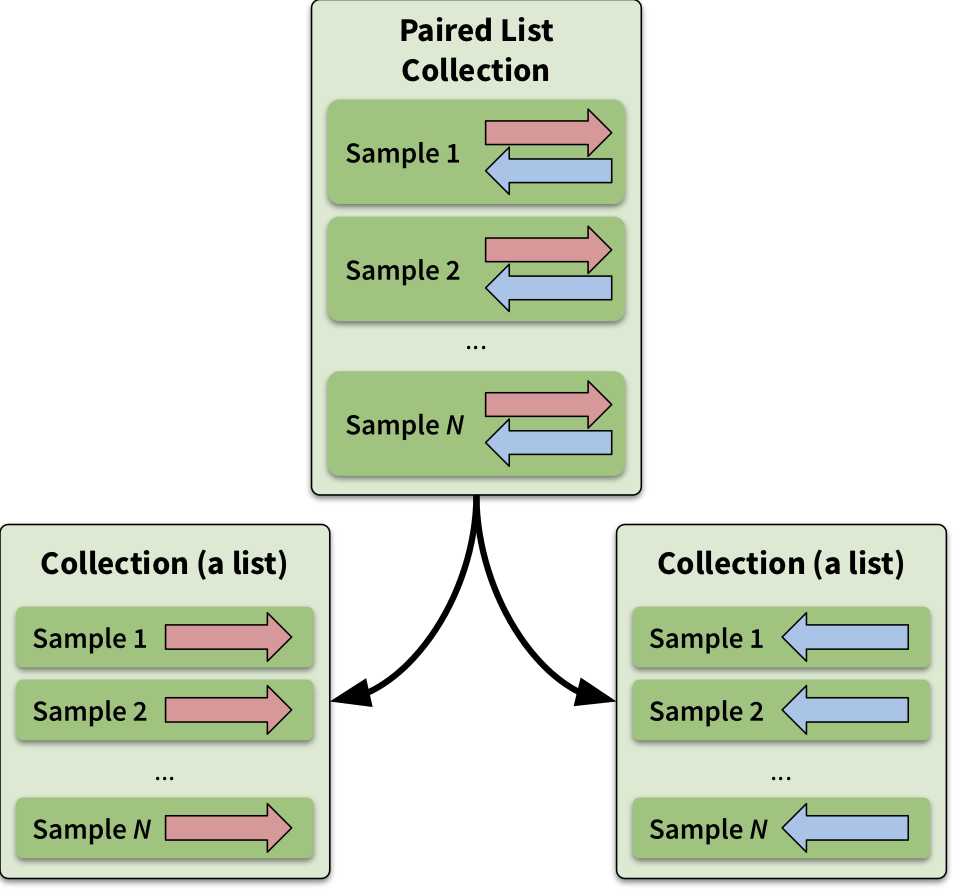 Paired List
Collection
Sample 1
Sample 2
...
Sample N
Collection (a list)
Sample 1
Sample 2
...
Sample N
Collection (a list)
Sample 1
Sample 2
...
Sample N